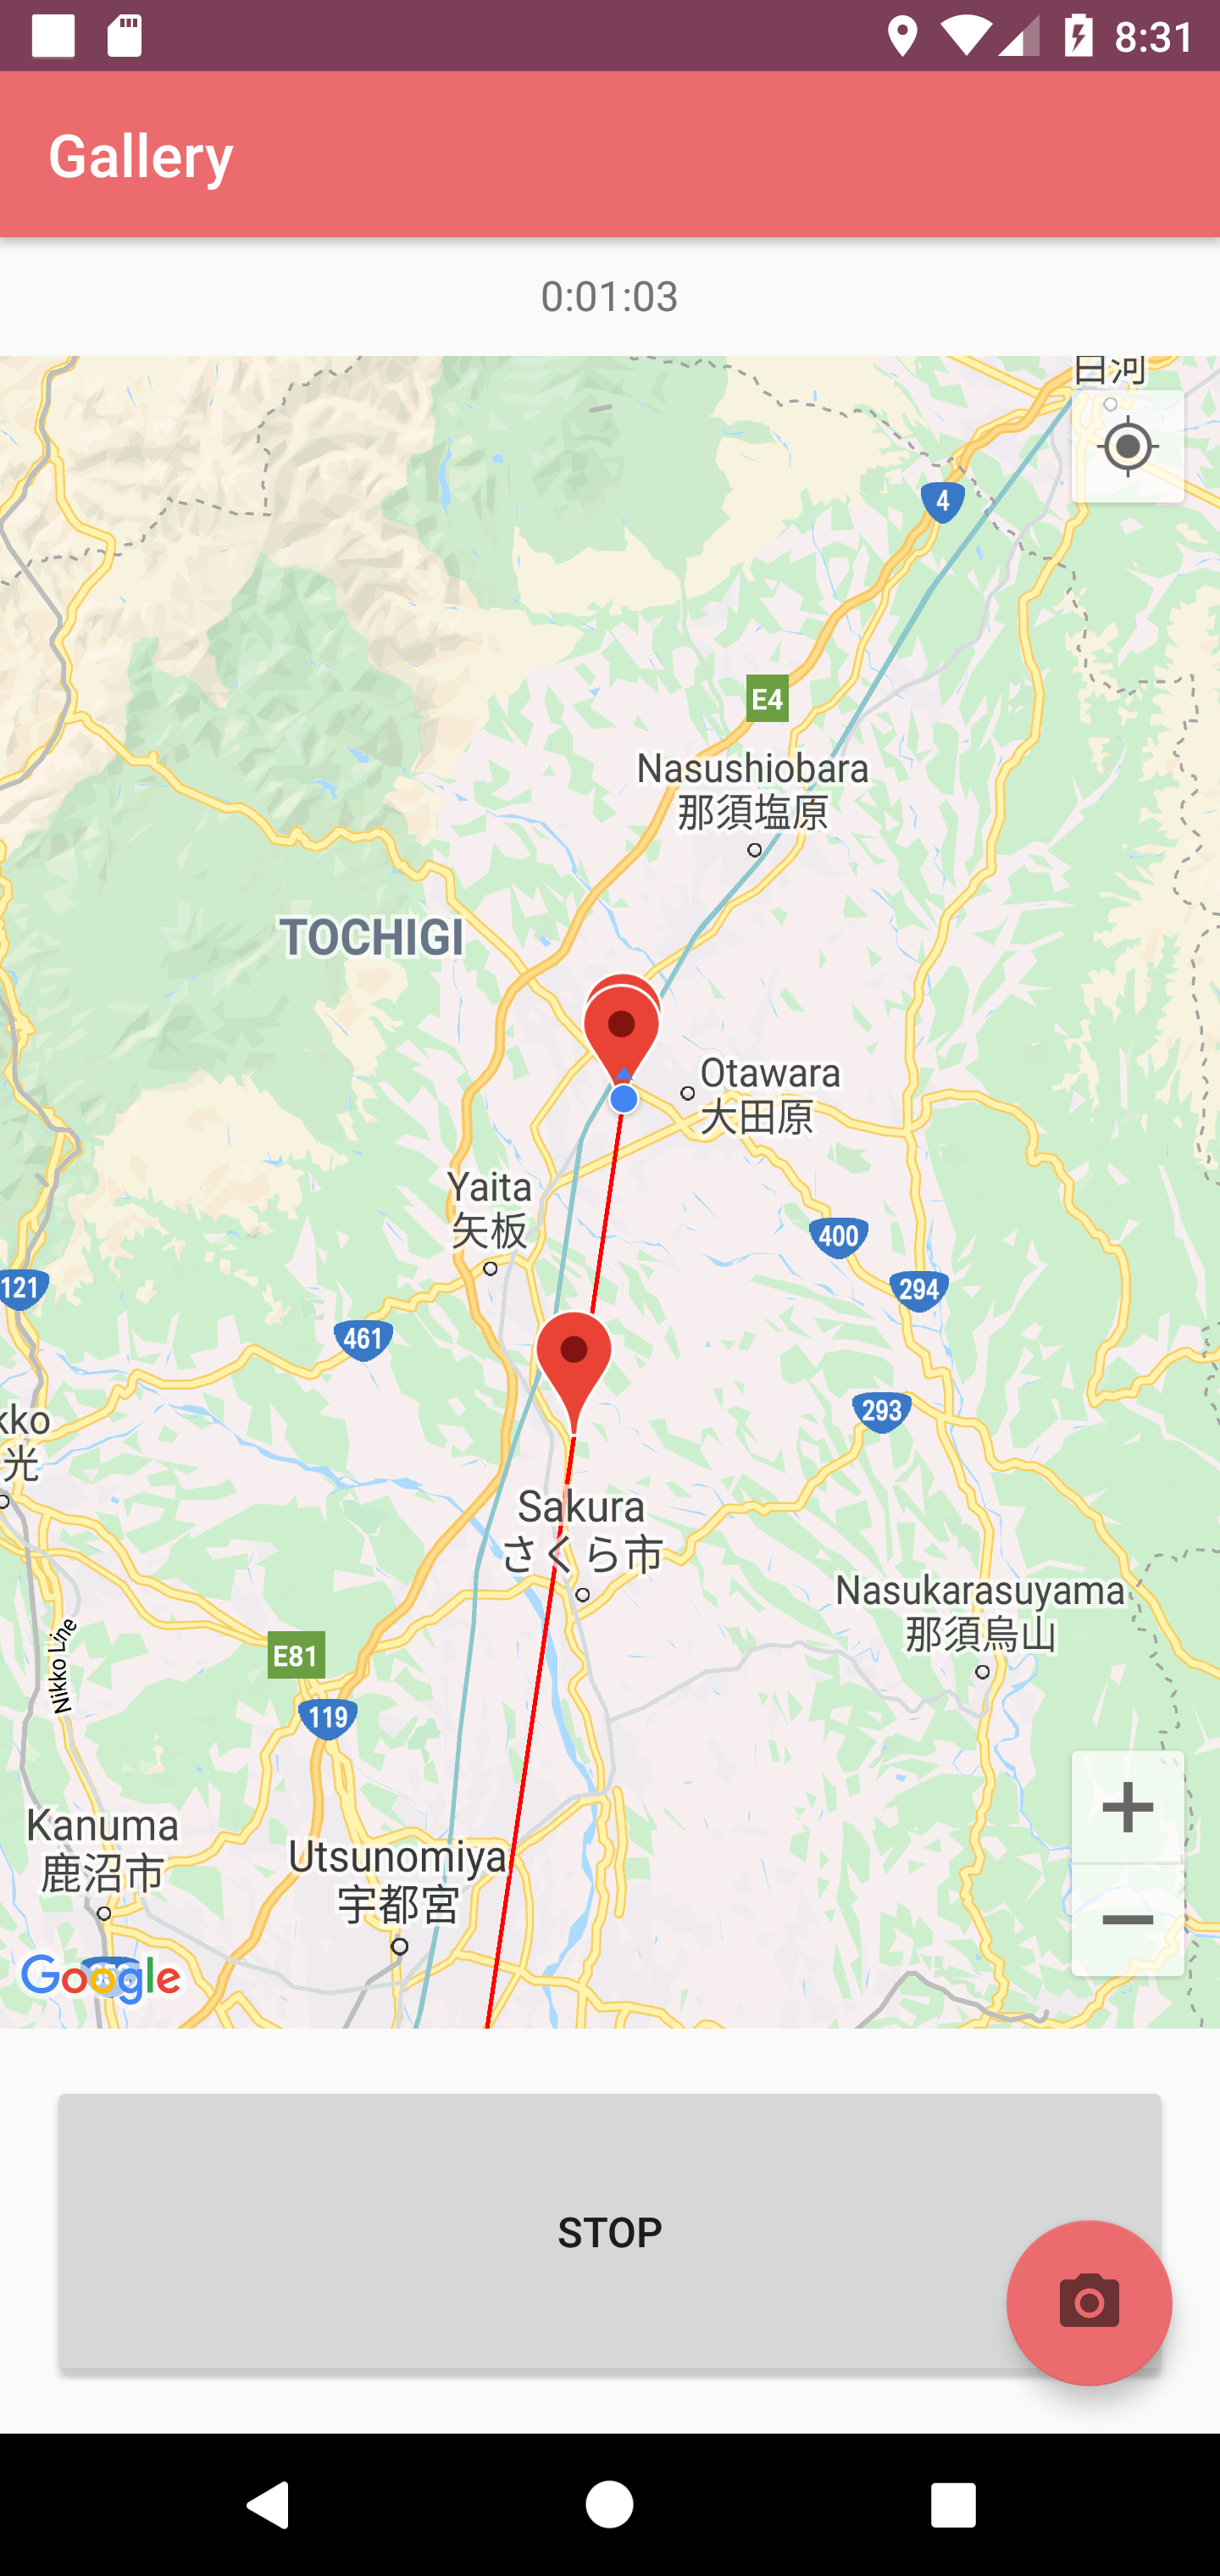 8:31
Gallery
0:01:03
白河
4
E4
Nasushiobara
那須塩原
TOCHIGI
Otawara
大田原
Yaita
矢板
400
121
294
461
293
kko
光
Sakura
さくら市
Nasukarasuyama
那須烏山
E81
Nikko Line
119
Kanuma
鹿沼市
Utsunomiya
宇都宮
Google
STOP